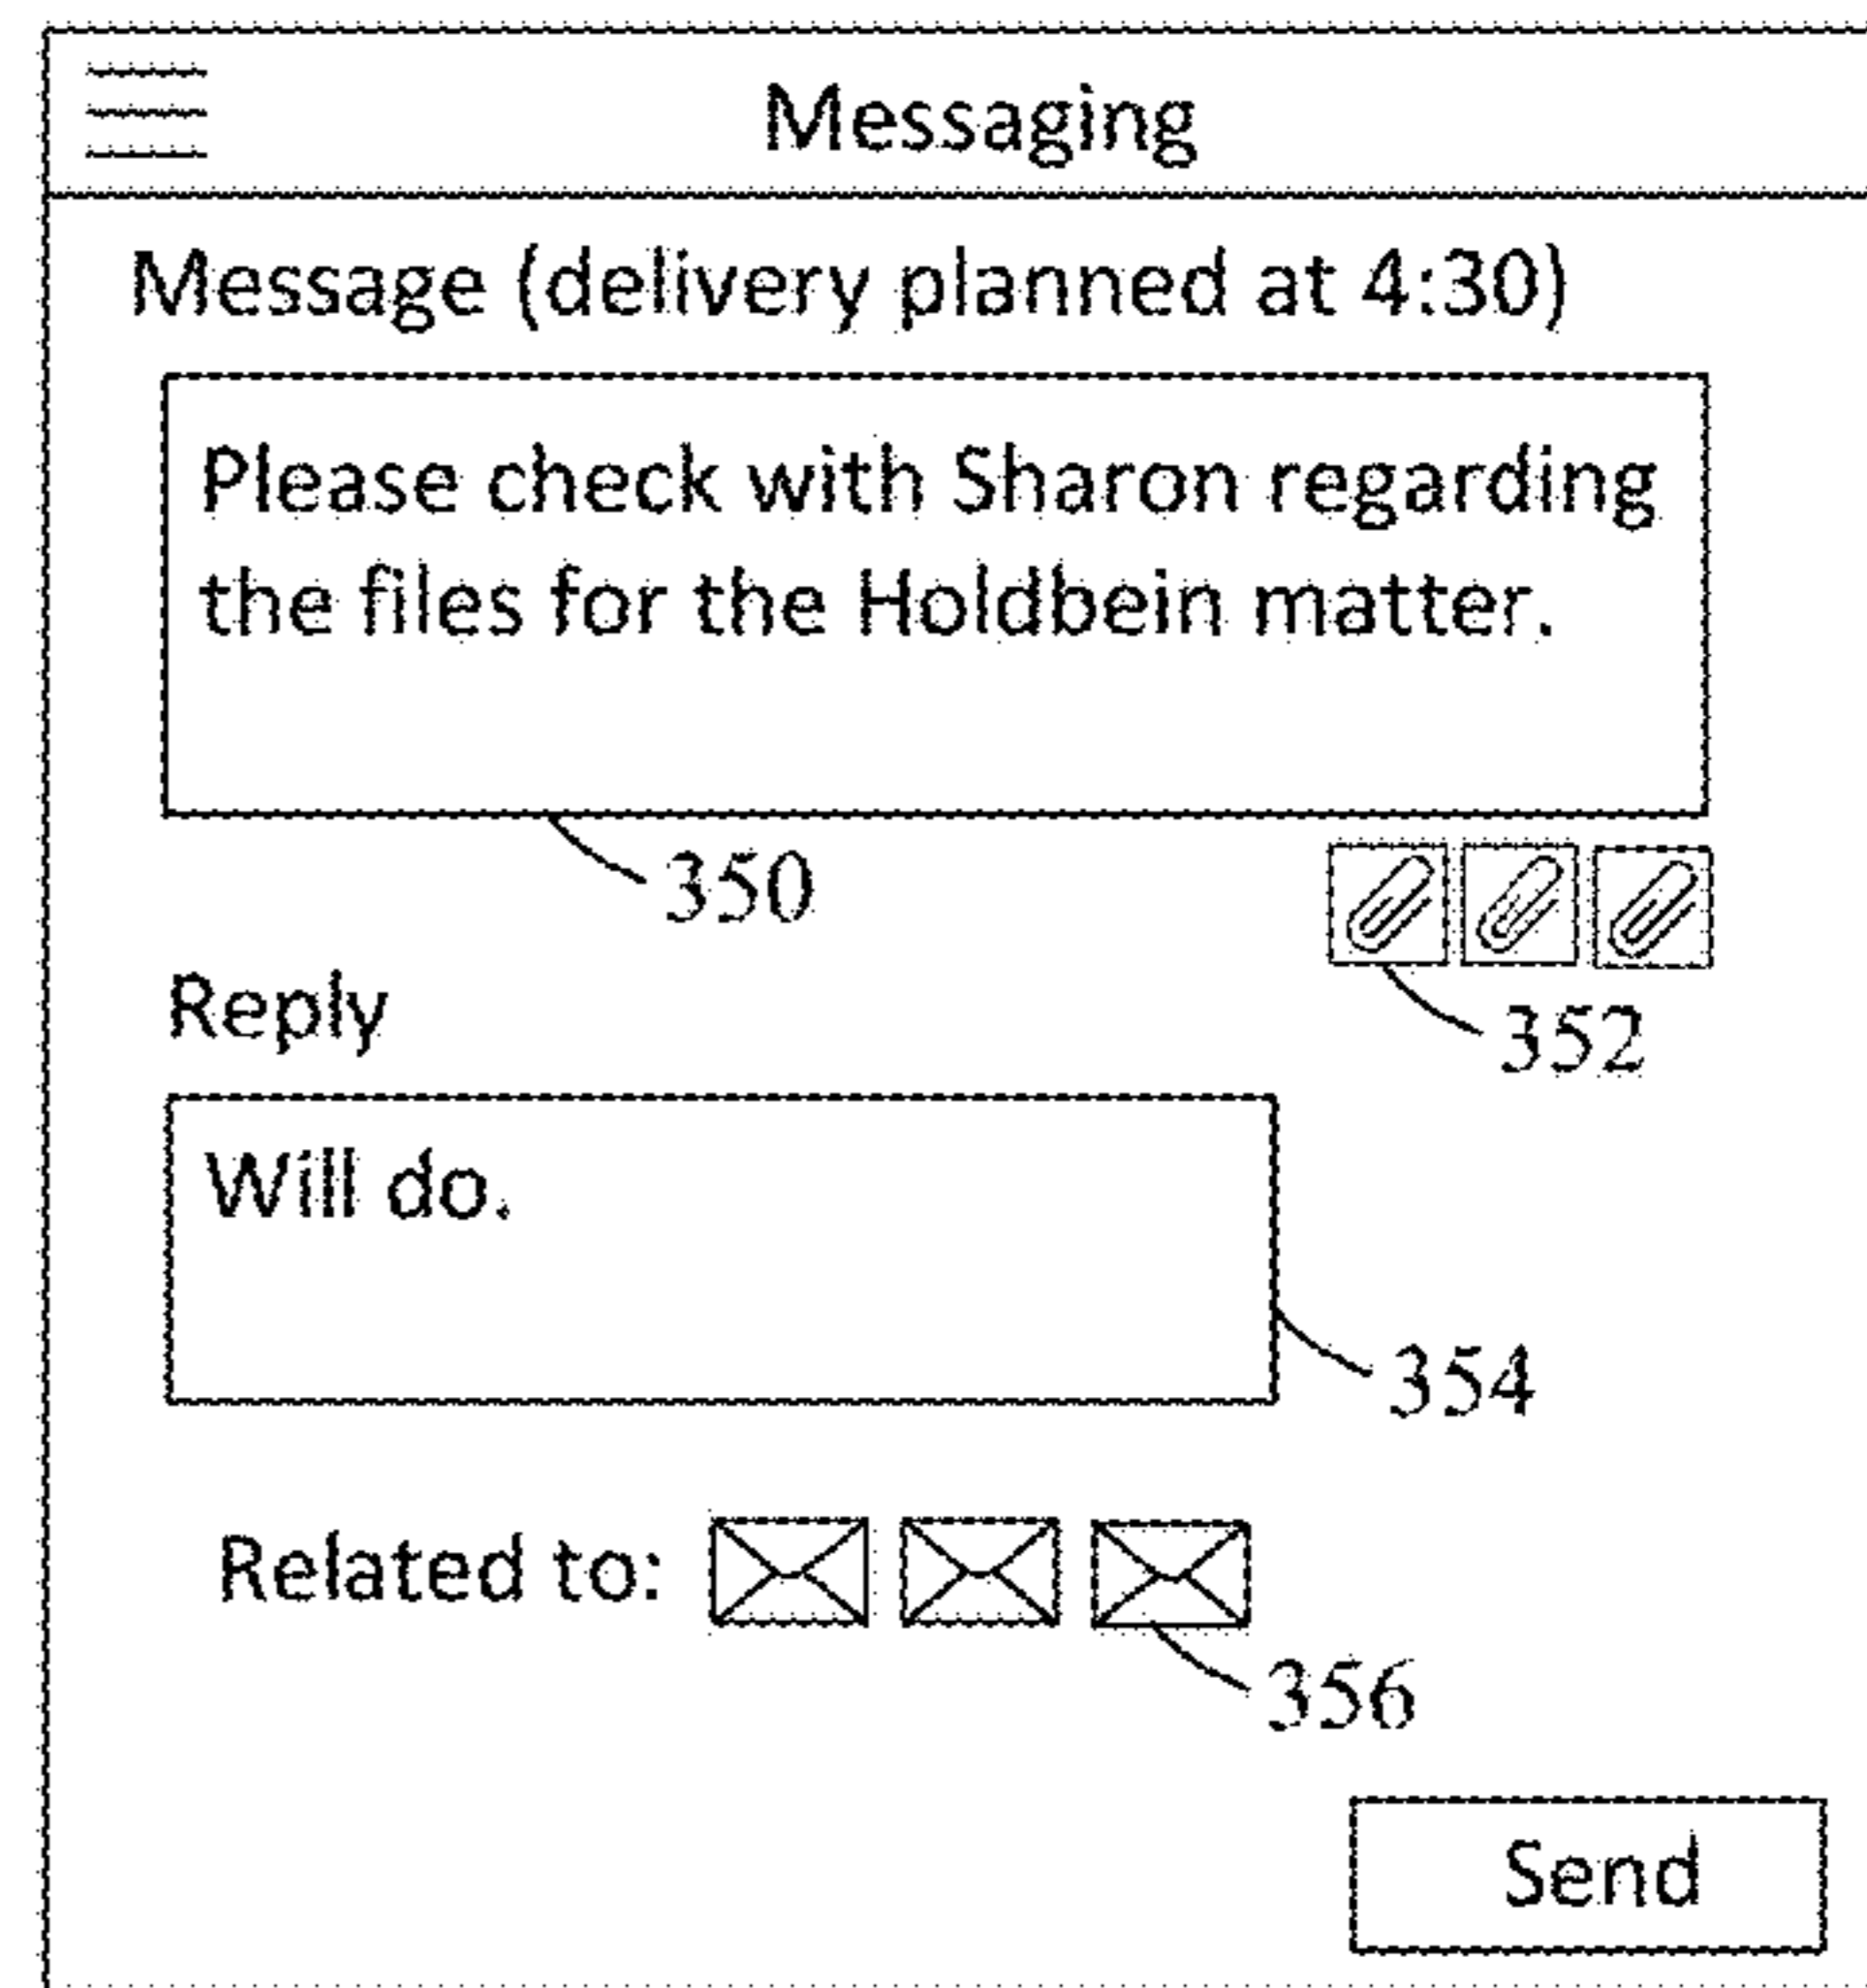 Messaging
Message (delivery planned at 4:30)
Please check with Sharon regarding
the files for the Holdbein matter.
350
352
Reply
Will do.
354
Related to:
356
Send